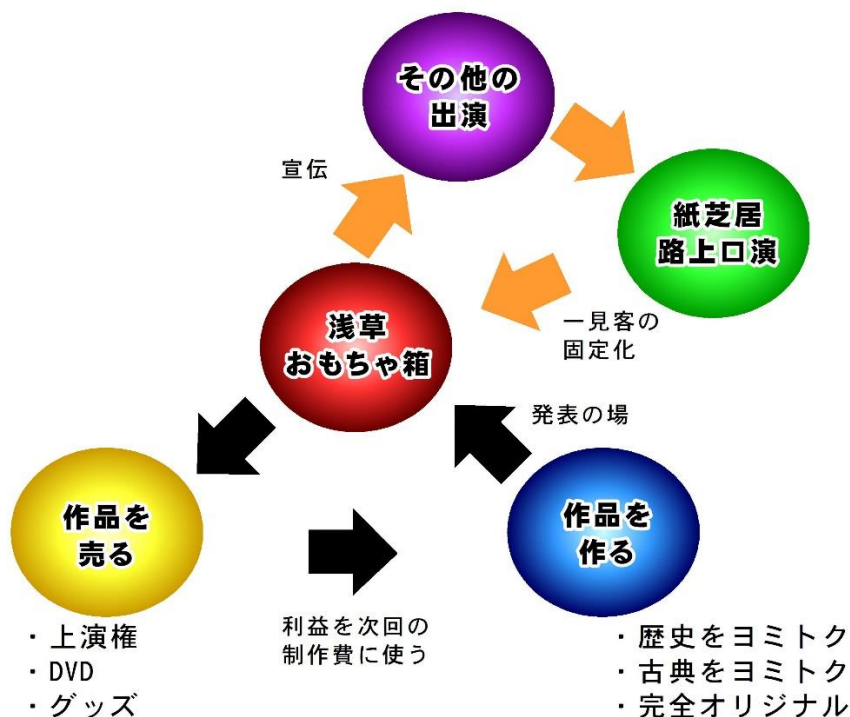 その他の
出演
宣伝
紙芝居
路上口演
浅草
おもちゃ箱
一見客の
固定化
発表の場
作品を
売る
作品を
作る
利益を次回の
制作費に使う
・上演権
・DVD
・グッズ
・歴史をヨミトク
・古典をヨミトク
・完全オリジナル